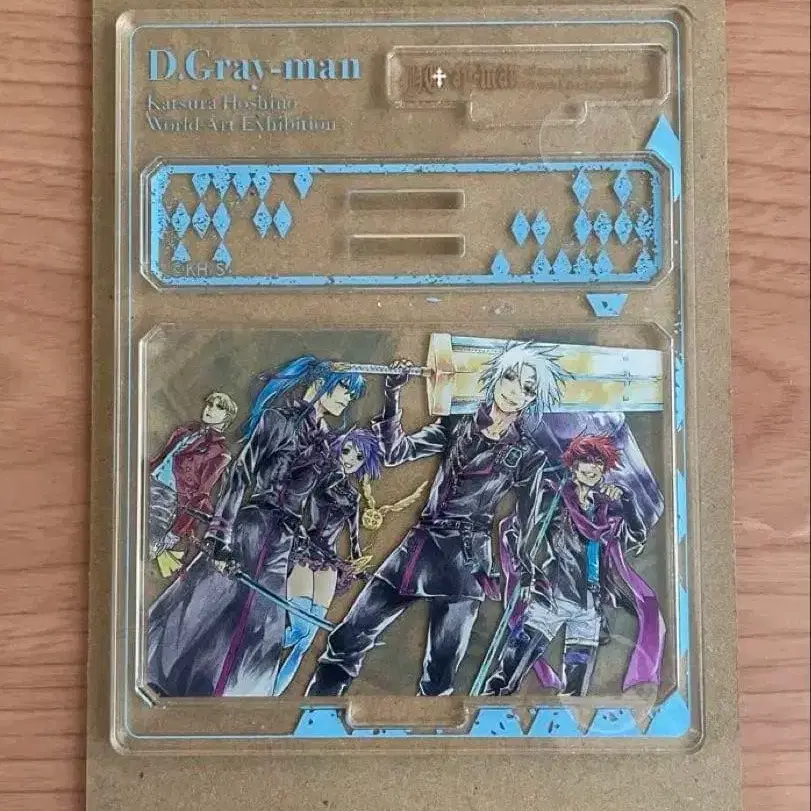 D.Gray-man
Katsura Hoshino
World Art Exhibition
©KH/S